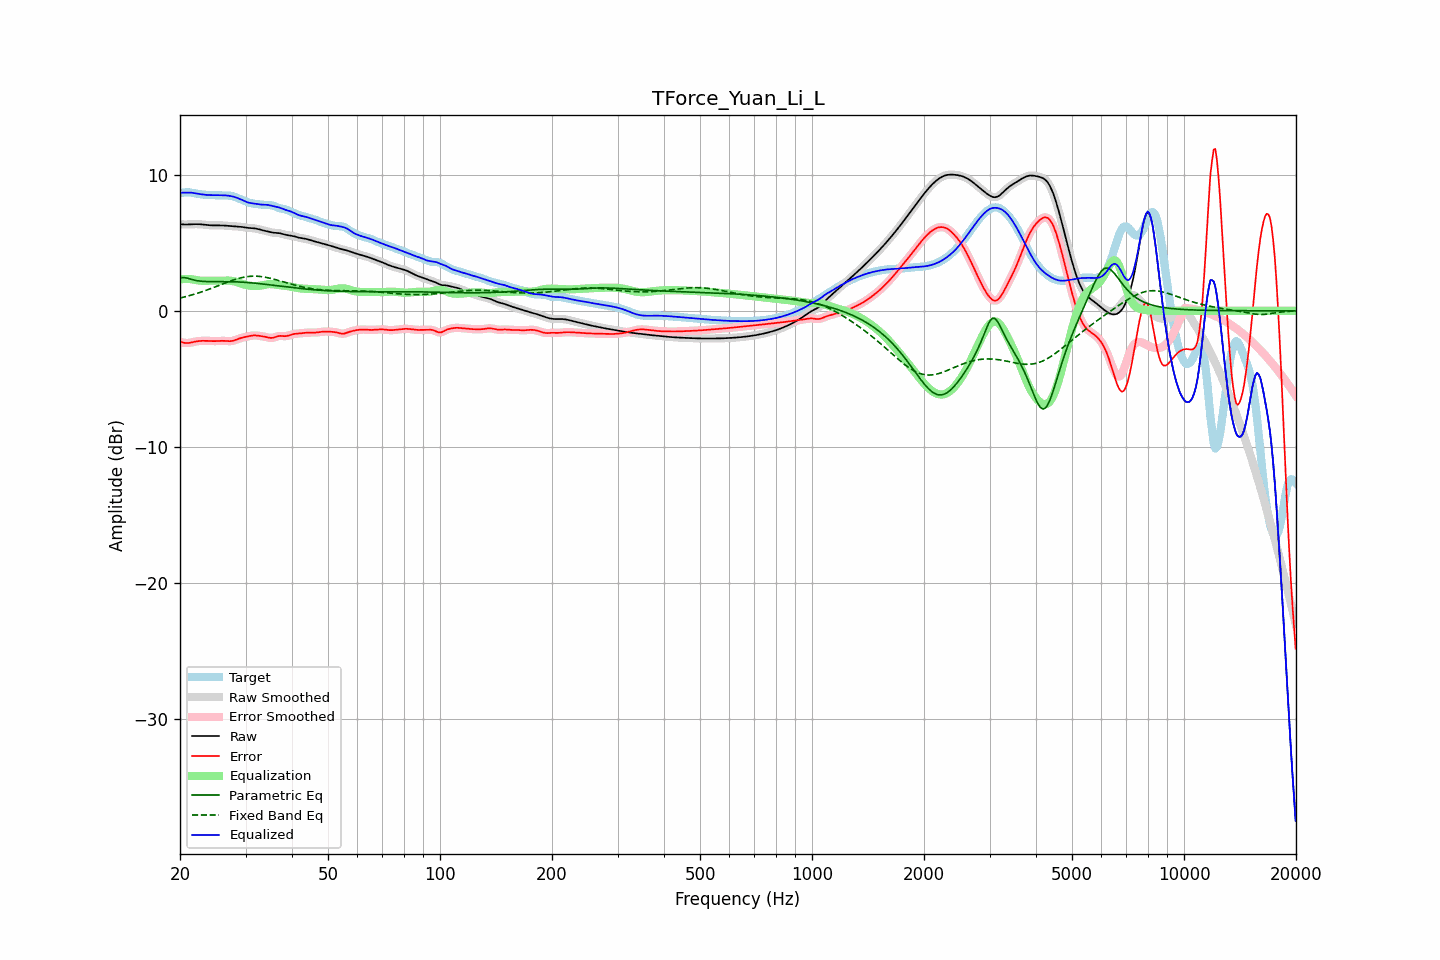 TForce_Yuan_Li_L
10
0
−10
−20
−30
Amplitude (dBr)
Target
Raw Smoothed
Error Smoothed
Raw
Error
Equalization
Parametric Eq
Fixed Band Eq
Equalized
20 50 100 200 500 1000 2000 5000 10000 20000
Frequency (Hz)